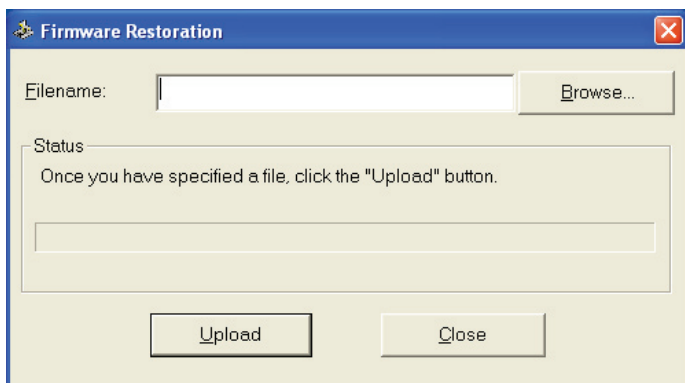 Firmware Restoration
Filename:
Browse...
Status
Once you have specified a file, click the "Upload" button.
Upload
Close